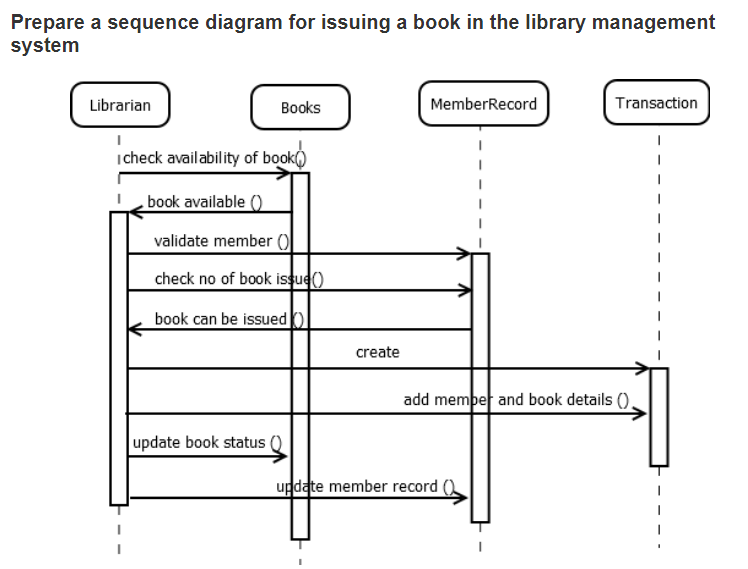 Prepare a sequence diagram for issuing a book in the library management
system
Librarian
Books
MemberRecord
Transaction
check availability of book()
book available ()
validate member ()
check no of book issue()
book can be issued ()
create
add member and book details ()
update book status ()
update member record ()